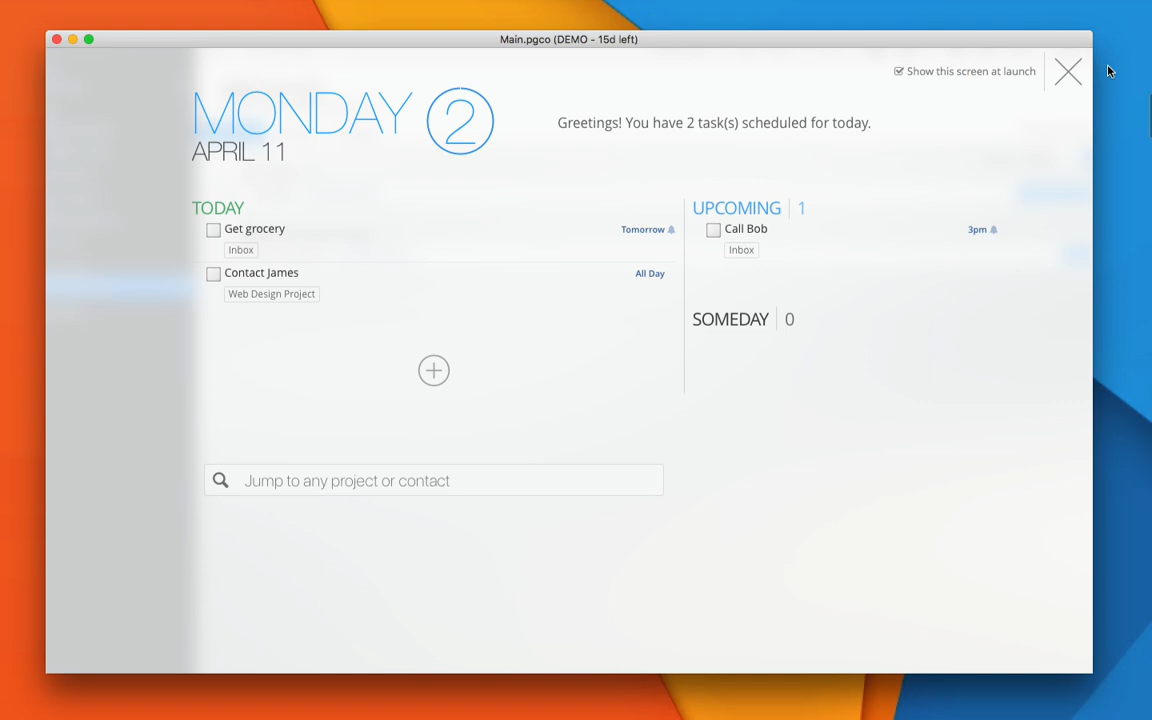 Main.pgco (DEMO - 15d left)
Show this screen at launch
MONDAY 2
APRIL 11
Greetings! You have 2 task(s) scheduled for today.
TODAY
Get grocery Tomorrow
Inbox
Contact James All Day
Web Design Project
UPCOMING 1
Call Bob 3pm
Inbox
SOMEDAY 0
Jump to any project or contact